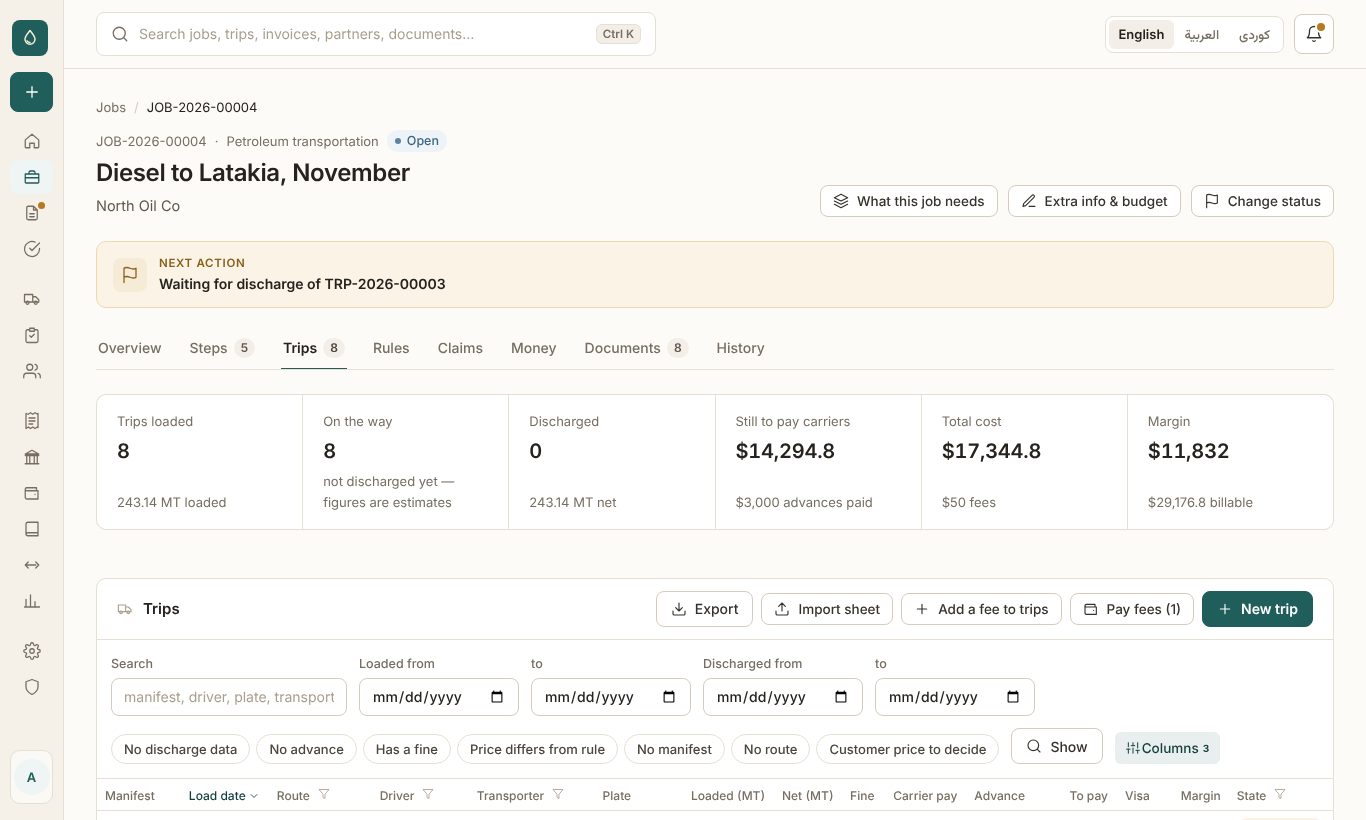 Search jobs, trips, invoices, partners, documents...
Ctrl K
English
العربية
کوردی
Jobs / JOB-2026-00004
JOB-2026-00004 · Petroleum transportation
Open
Diesel to Latakia, November
North Oil Co
What this job needs
Extra info & budget
Change status
NEXT ACTION
Waiting for discharge of TRP-2026-00003
Overview
Steps 5
Trips 8
Rules
Claims
Money
Documents 8
History
Trips loaded
8
243.14 MT loaded
On the way
8
not discharged yet —
figures are estimates
Discharged
0
243.14 MT net
Still to pay carriers
$14,294.8
$3,000 advances paid
Total cost
$17,344.8
$50 fees
Margin
$11,832
$29,176.8 billable
Trips
Export
Import sheet
+ Add a fee to trips
Pay fees (1)
+ New trip
Search
manifest, driver, plate, transport
Loaded from
mm/dd/yyyy
to
mm/dd/yyyy
Discharged from
mm/dd/yyyy
to
mm/dd/yyyy
No discharge data
No advance
Has a fine
Price differs from rule
No manifest
No route
Customer price to decide
Show
Columns 3
Manifest
Load date
Route
Driver
Transporter
Plate
Loaded (MT)
Net (MT)
Fine
Carrier pay
Advance
To pay
Visa
Margin
State
A